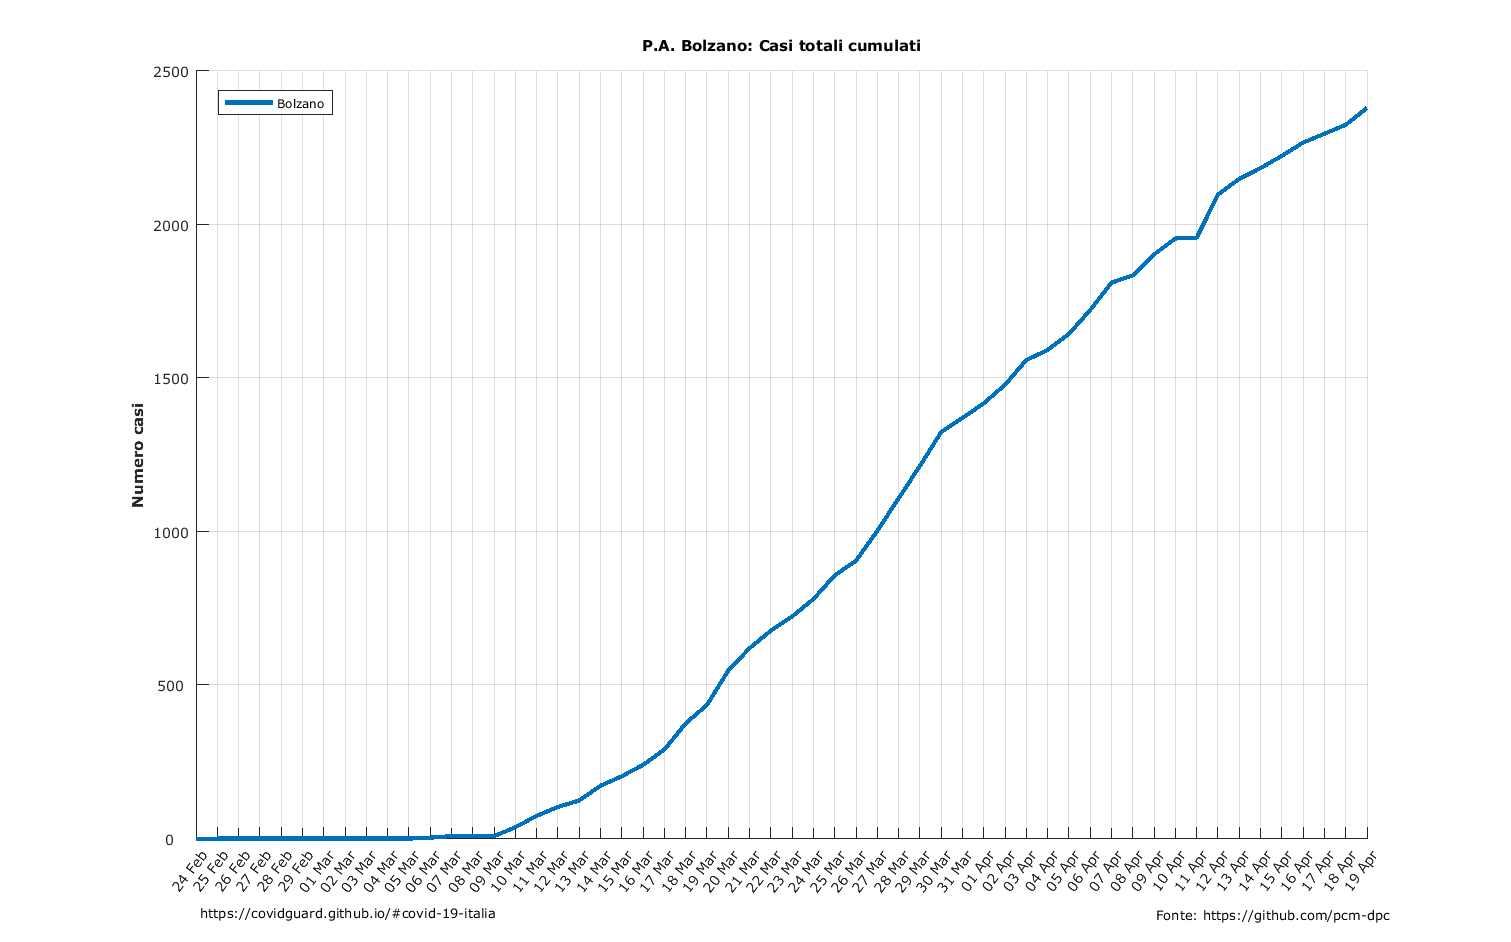 P.A. Bolzano: Casi totali cumulati
Bolzano
Numero casi
2500
2000
1500
1000
500
0
24 Feb
25 Feb
26 Feb
27 Feb
28 Feb
29 Feb
01 Mar
02 Mar
03 Mar
04 Mar
05 Mar
06 Mar
07 Mar
08 Mar
09 Mar
10 Mar
11 Mar
12 Mar
13 Mar
14 Mar
15 Mar
16 Mar
17 Mar
18 Mar
19 Mar
20 Mar
21 Mar
22 Mar
23 Mar
24 Mar
25 Mar
26 Mar
27 Mar
28 Mar
29 Mar
30 Mar
31 Mar
01 Apr
02 Apr
03 Apr
04 Apr
05 Apr
06 Apr
07 Apr
08 Apr
09 Apr
10 Apr
11 Apr
12 Apr
13 Apr
14 Apr
15 Apr
16 Apr
17 Apr
18 Apr
19 Apr
https://covidguard.github.io/#covid-19-italia
Fonte: https://github.com/pcm-dpc